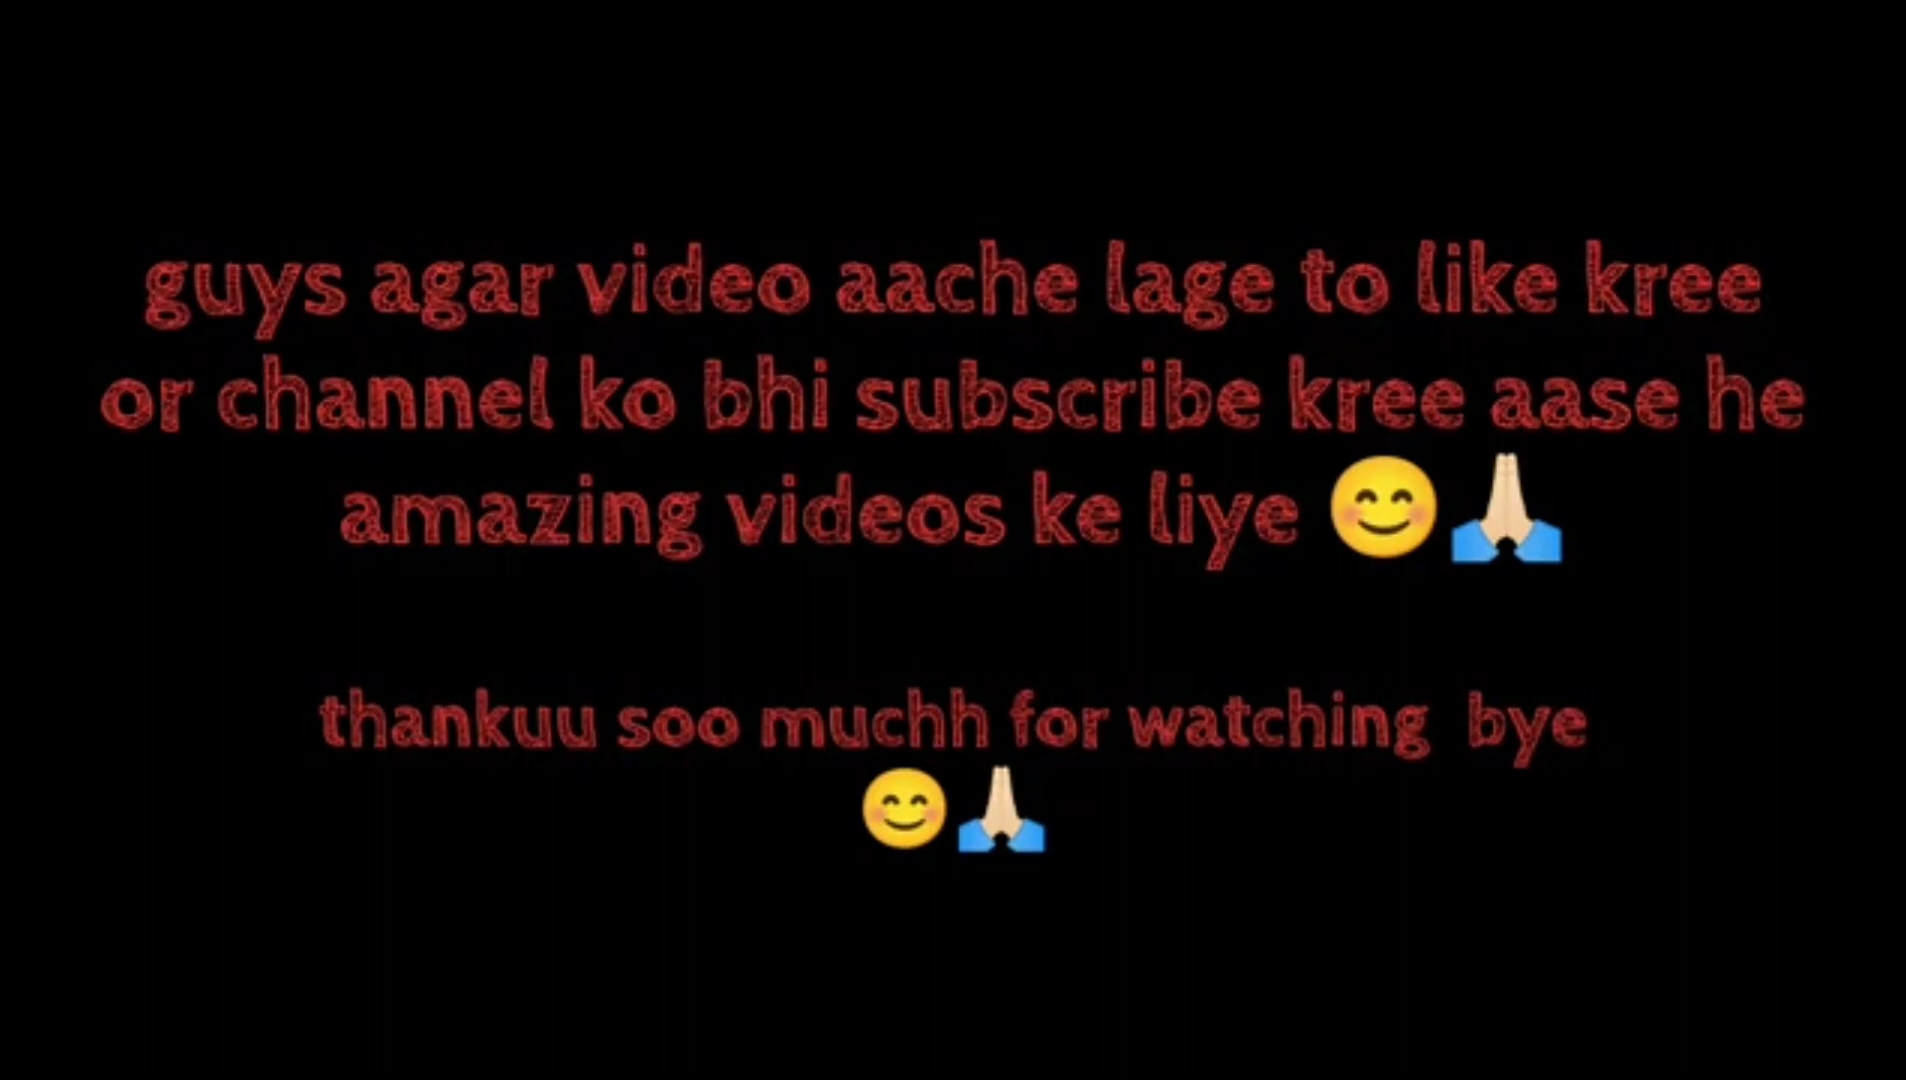 guys agar video aache lage to like kree
or channel ko bhi subscribe kree aase he
amazing videos ke liye 😊🙏🏻
thankuu soo muchh for watching  bye
😊🙏🏻